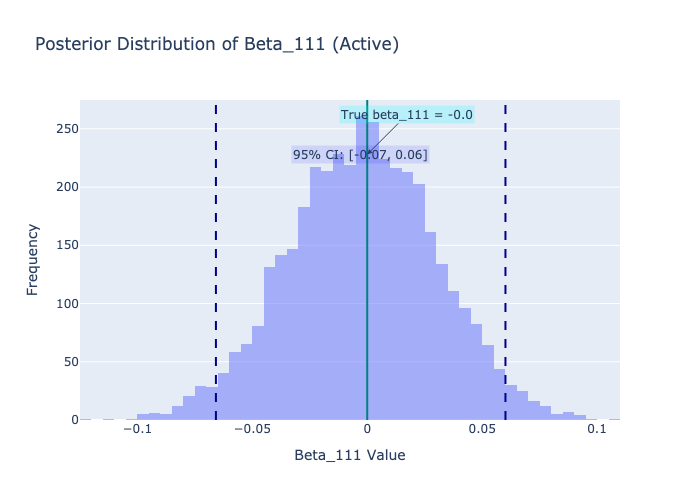 Posterior Distribution of Beta_111 (Active)
True beta_111 = -0.0
95% CI: [-0.07, 0.06]
Frequency
250
200
150
100
50
0
−0.1
−0.05
0
0.05
0.1
Beta_111 Value